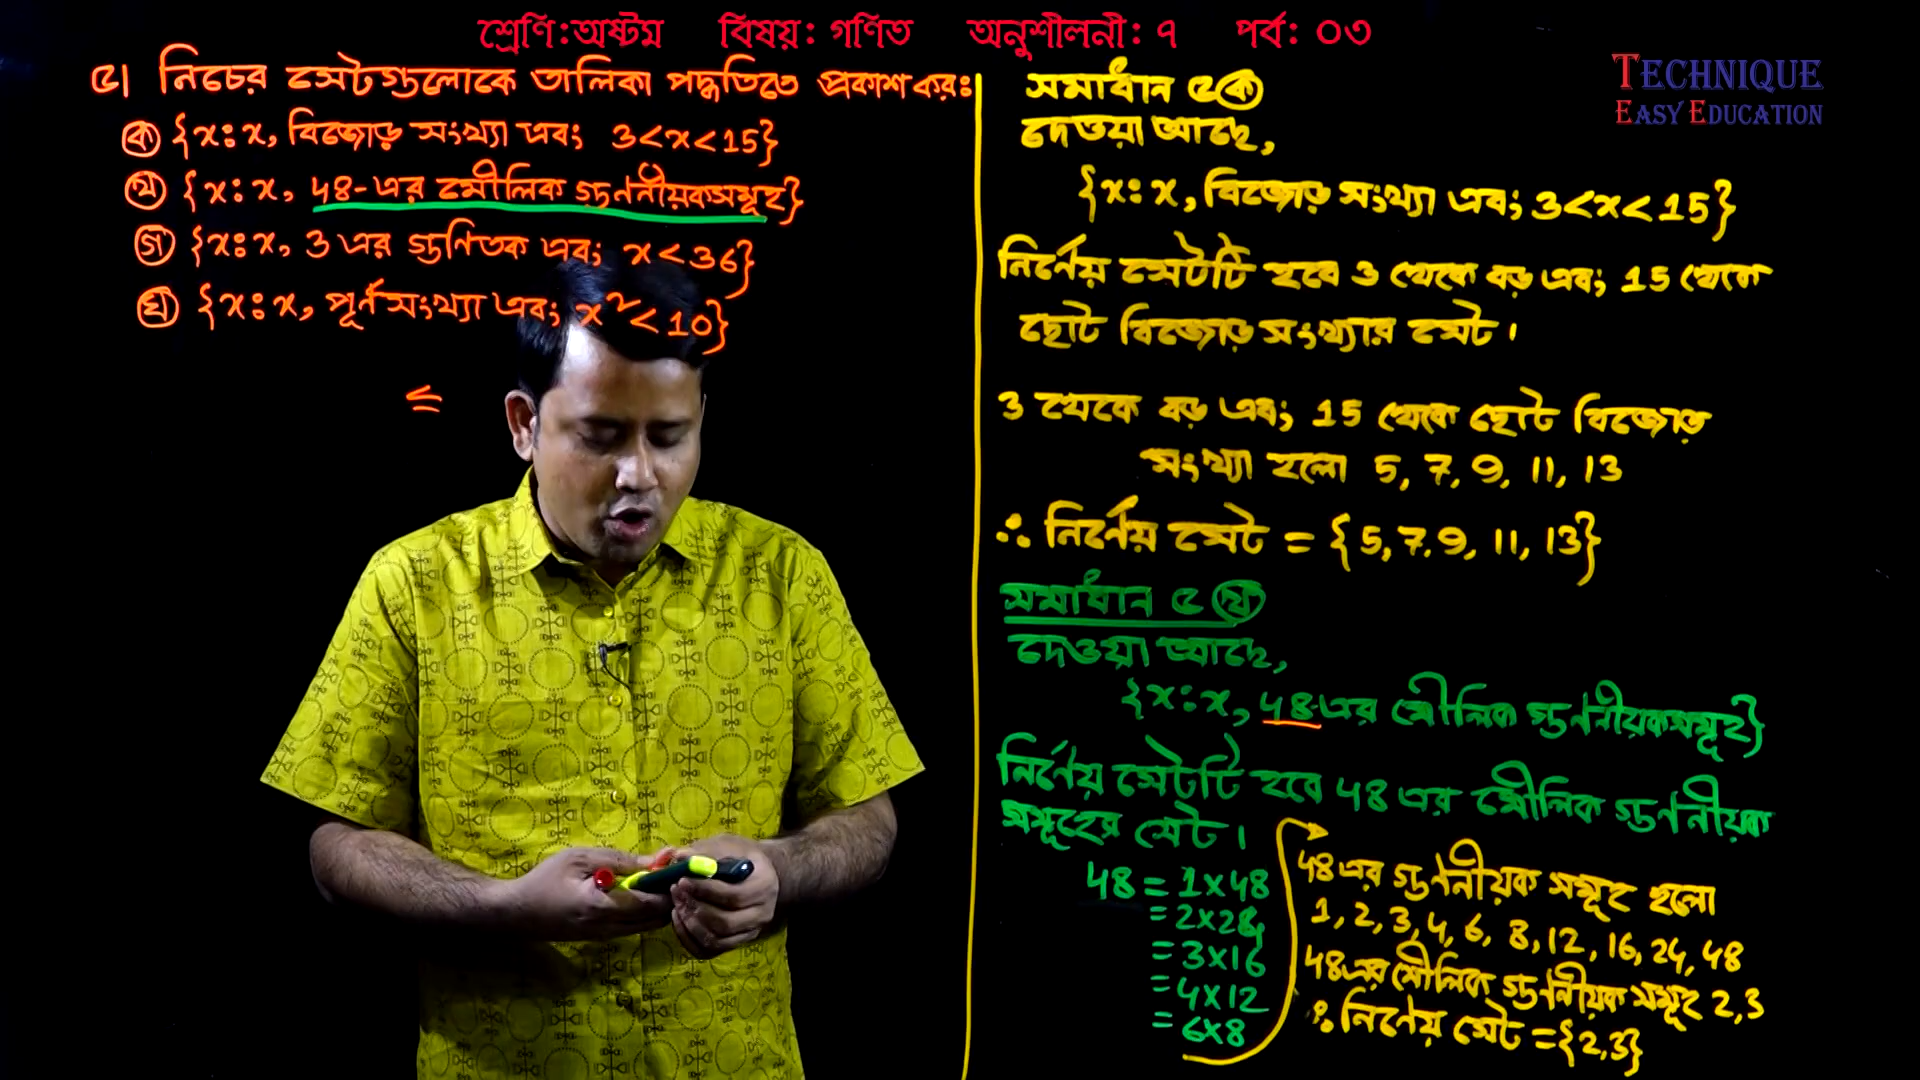 শ্রেণি:অষ্টম বিষয়: গণিত অনুশীলনী: ৭ পর্ব: ০৩
TECHNIQUE
EASY EDUCATION
৫। নিচের সেটগুলোকে তালিকা পদ্ধতিতে প্রকাশ কর:
ক {x:x, বিজোড় সংখ্যা এবং 3<x<15}
খ {x:x, 48-এর মৌলিক গুণনীয়কসমূহ}
গ {x:x, 3 এর গুণিতক এবং x<36}
ঘ {x:x, পূর্নসংখ্যা এবং x²<10}
≤
সমাধান ৫ ক
দেওয়া আছে,
{x:x, বিজোড় সংখ্যা এবং 3<x<15}
নির্ণেয় সেটটি হবে 3 থেকে বড় এবং 15 থেকে
ছোট বিজোড় সংখ্যার সেট।
3 থেকে বড় এবং 15 থেকে ছোট বিজোড়
সংখ্যা হলো 5, 7, 9, 11, 13
∴ নির্ণেয় সেট = {5,7.9, 11, 13}
সমাধান ৫ খ
দেওয়া আছে,
{x:x, 48-এর মৌলিক গুণনীয়কসমূহ}
নির্ণেয় সেটটি হবে 48 এর মৌলিক গুণনীয়ক
সমূহের সেট।
48 = 1×48
= 2×24
= 3×16
= 4×12
= 6×8
48 এর গুণনীয়ক সমূহ হলো
1, 2, 3, 4, 6, 8, 12, 16, 24, 48
48 এর মৌলিক গুণনীয়ক সমূহ 2,3
∴ নির্ণেয় সেট = {2,3}